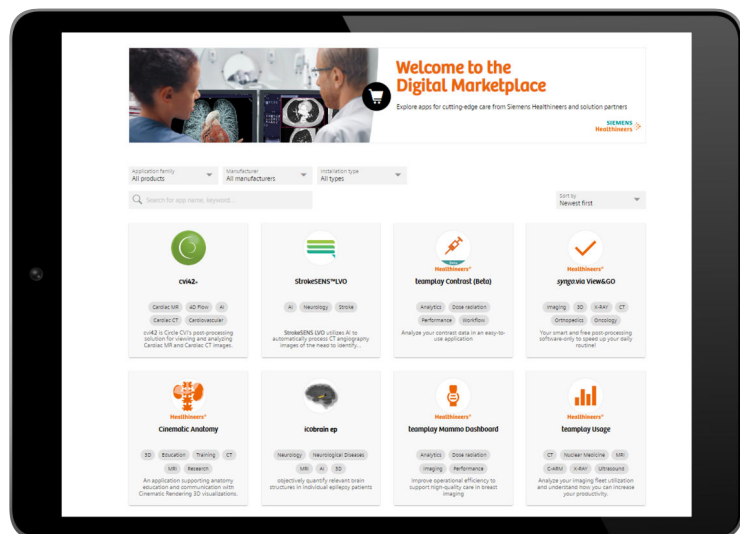 Welcome to the
Digital Marketplace
Explore apps for cutting-edge care from Siemens Healthineers and solution partners
SIEMENS
Healthineers
Application family
All products
Manufacturer
All manufacturers
Installation type
All types
Search for app name, keyword...
Sort by
Newest first
cvi42
Cardiac MR 4D Flow AI
Cardiac CT Cardiovascular
cvi42 is Circle CVI's post-processing
solution for viewing and analyzing
Cardiac MR and Cardiac CT images.
StrokeSENS™LVO
AI Neurology Stroke
StrokeSENS LVO utilizes AI to
automatically process CT angiography
images of the head to identify...
Healthineers
teamplay Contrast (Beta)
Analytics Dose radiation
Performance Workflow
Analyze your contrast data in an easy-to-
use application
Healthineers
syngo.via View&GO
Imaging 3D X-RAY CT
Orthopedics Oncology
Your smart and free post-processing
software-only to speed up your daily
routine!
Healthineers
Cinematic Anatomy
3D Education Training CT
MRI Research
An application supporting anatomy
education and communication with
Cinematic Rendering 3D visualizations.
icobrain ep
Neurology Neurological Diseases
MRI AI 3D
objectively quantify relevant brain
structures in individual epilepsy patients
Healthineers
teamplay Mammo Dashboard
Analytics Dose radiation
Imaging Performance
Improve operational efficiency to
support high-quality care in breast
imaging
Healthineers
teamplay Usage
CT Nuclear Medicine MRI
C-ARM X-RAY Ultrasound
Analyze your imaging fleet utilization
and understand how you can increase
your productivity.